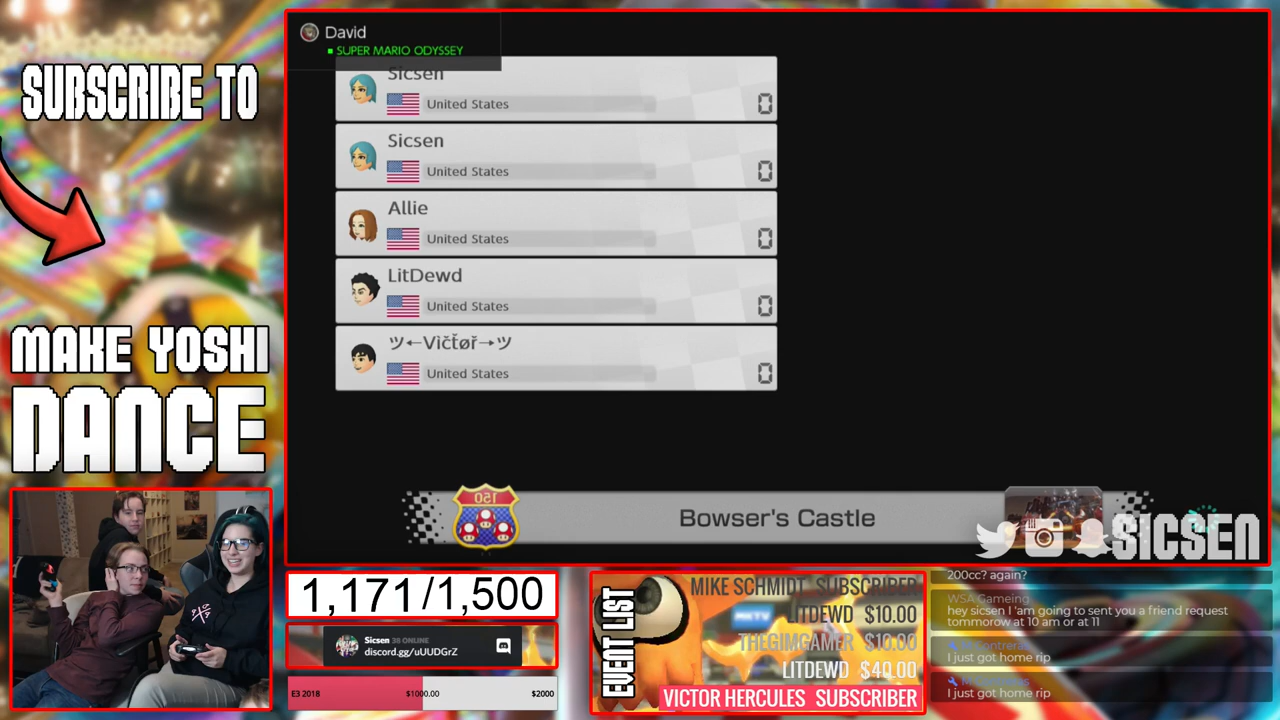 David
SUPER MARIO ODYSSEY
SUBSCRIBE TO
MAKE YOSHI
DANCE
Sicsen
United States
0
Sicsen
United States
0
Allie
United States
0
LitDewd
United States
0
ツ←Vìčťøř→ツ
United States
0
150
Bowser's Castle
SICSEN
1,171/1,500
Sicsen 38 ONLINE
discord.gg/uUUDGrZ
E3 2018 $1000.00 $2000
EVENT LIST
MIKE SCHMIDT SUBSCRIBER
LITDEWD $10.00
THEGIMGAMER $10.00
LITDEWD $40.00
VICTOR HERCULES SUBSCRIBER
MKTV
200cc? again?
WSA Gameing
hey sicsen I 'am going to sent you a friend request
tommorow at 10 am or at 11
I just got home rip
I just got home rip